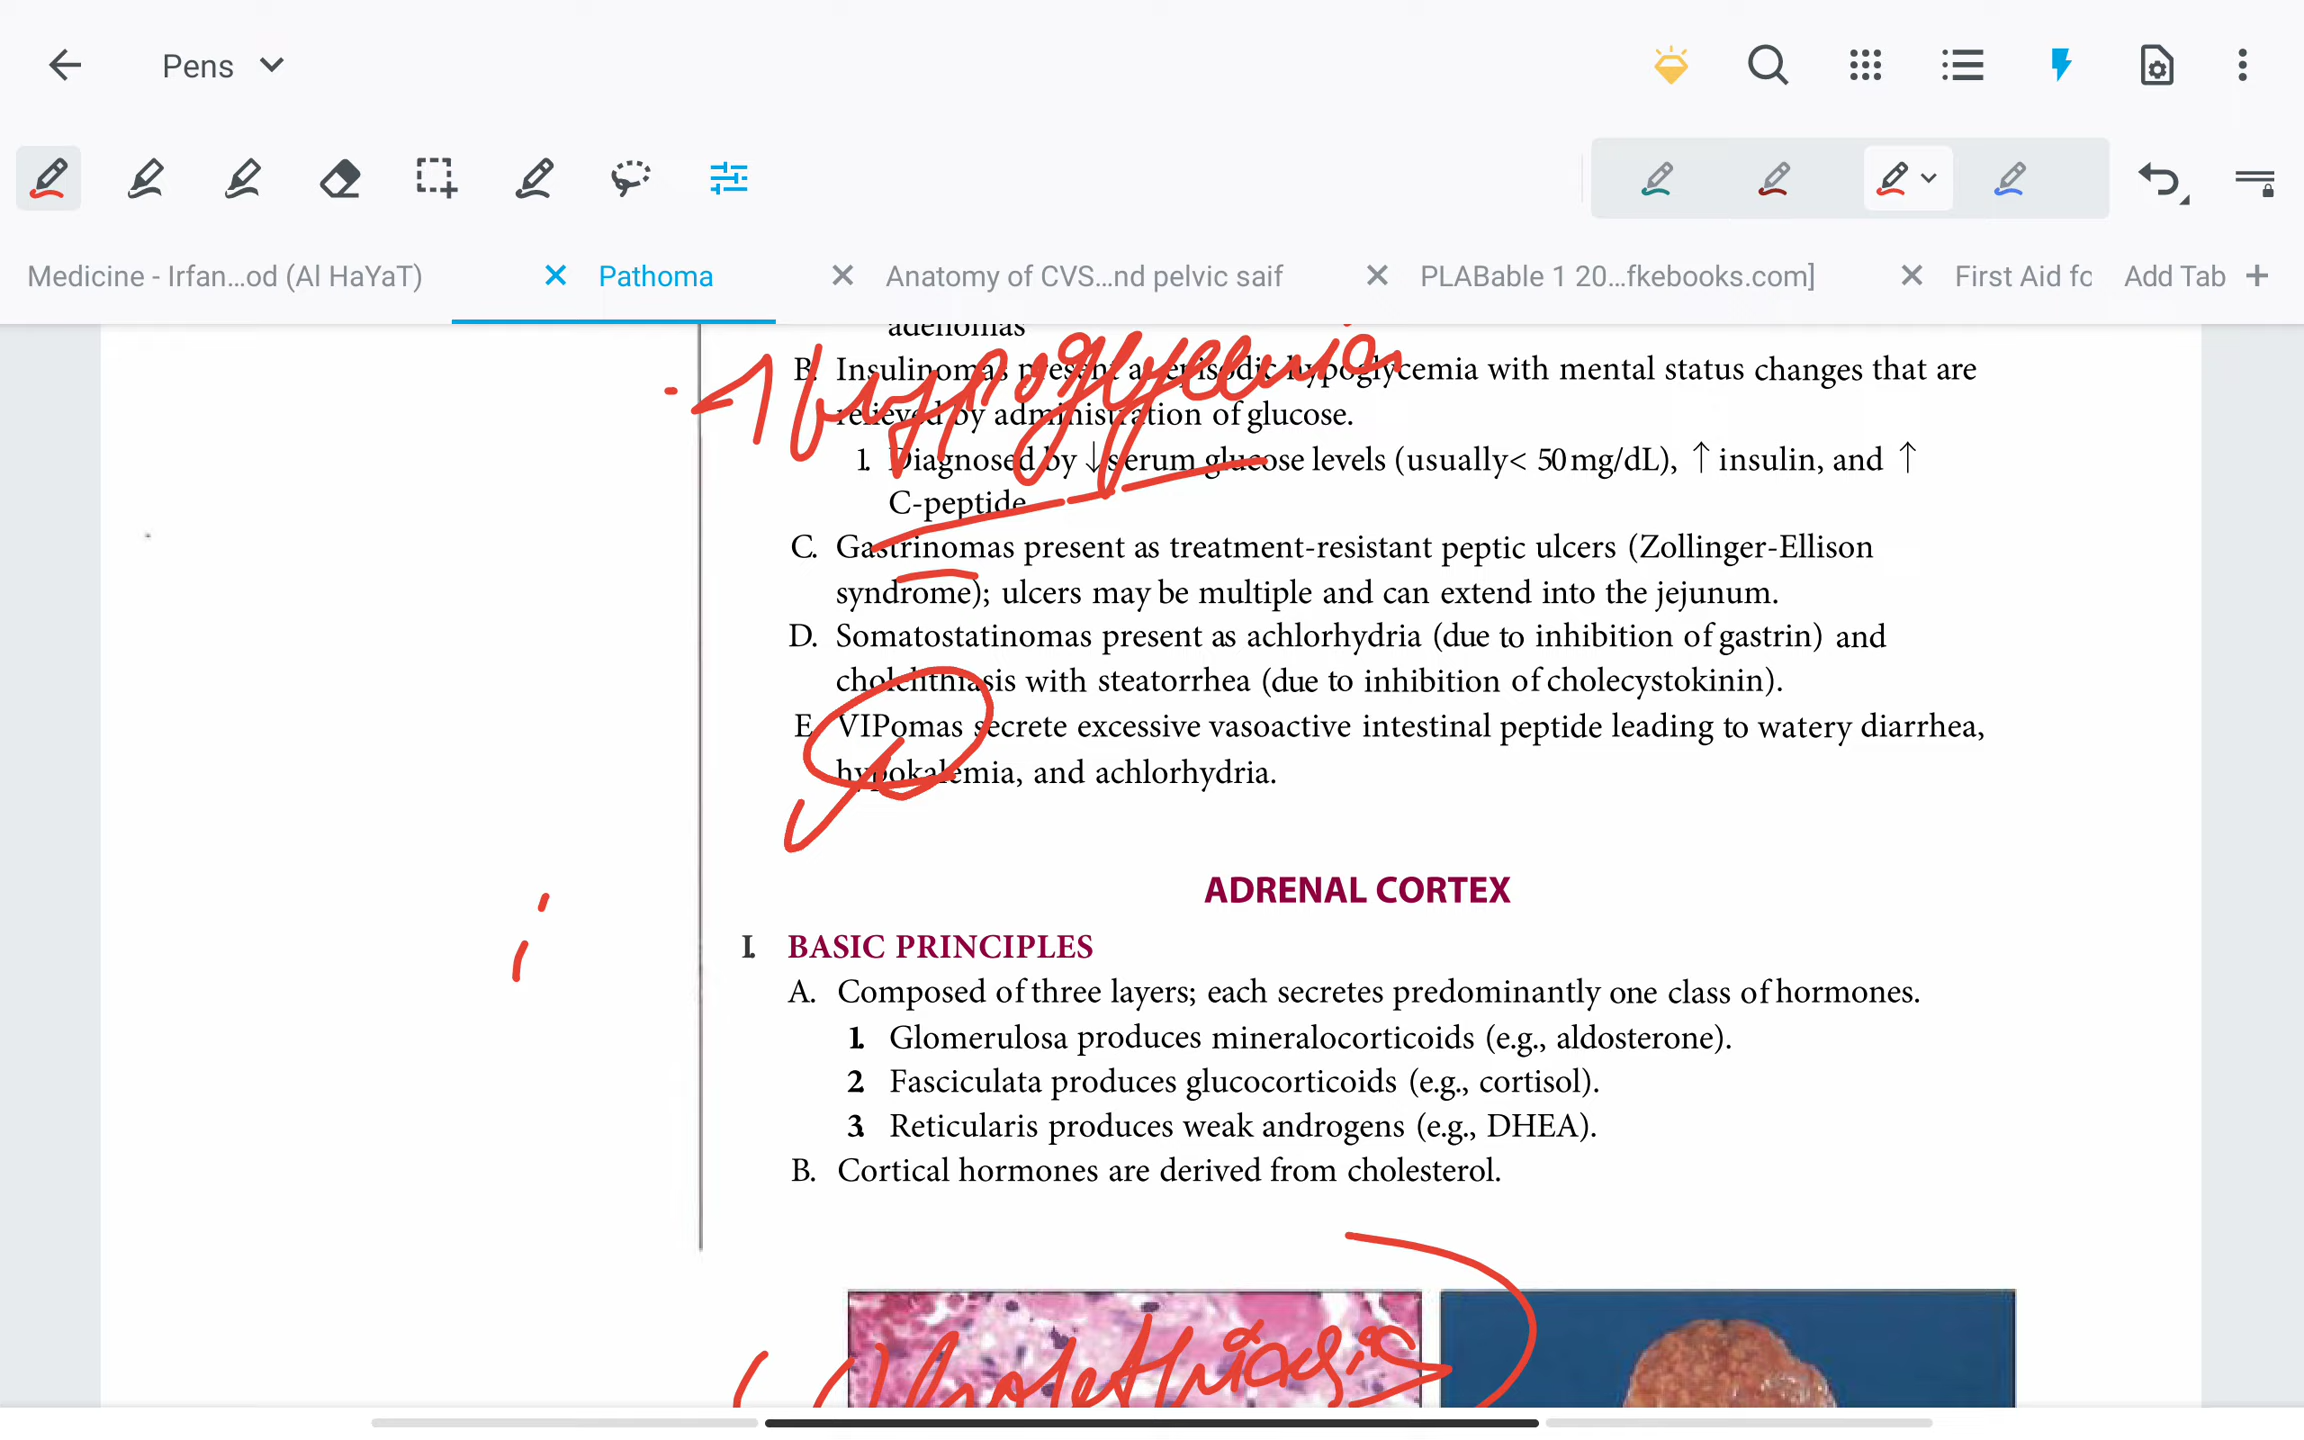 Pens
Medicine - Irfan...od (Al HaYaT)
Pathoma
Anatomy of CVS...nd pelvic saif
PLABable 1 20...fkebooks.com]
First Aid fc
Add Tab
adenomas
hypoglycemia
B. Insulinomas present as episodic hypoglycemia with mental status changes that are
relieved by administration of glucose.
1. Diagnosed by ↓ serum glucose levels (usually< 50 mg/dL), ↑ insulin, and ↑
C-peptide
C. Gastrinomas present as treatment-resistant peptic ulcers (Zollinger-Ellison
syndrome); ulcers may be multiple and can extend into the jejunum.
D. Somatostatinomas present as achlorhydria (due to inhibition of gastrin) and
cholelithiasis with steatorrhea (due to inhibition of cholecystokinin).
E. VIPomas secrete excessive vasoactive intestinal peptide leading to watery diarrhea,
hypokalemia, and achlorhydria.
ADRENAL CORTEX
I. BASIC PRINCIPLES
A. Composed of three layers; each secretes predominantly one class of hormones.
1. Glomerulosa produces mineralocorticoids (e.g., aldosterone).
2 Fasciculata produces glucocorticoids (e.g., cortisol).
3. Reticularis produces weak androgens (e.g., DHEA).
B. Cortical hormones are derived from cholesterol.